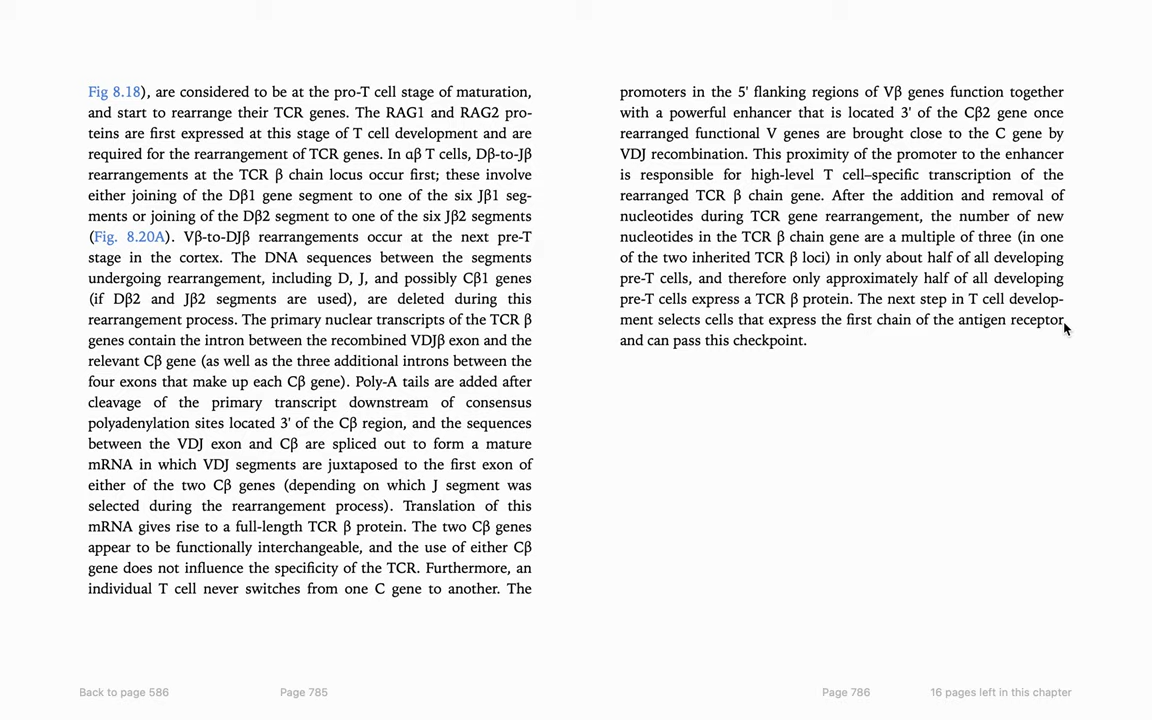 Fig 8.18), are considered to be at the pro-T cell stage of maturation,
and start to rearrange their TCR genes. The RAG1 and RAG2 pro-
teins are first expressed at this stage of T cell development and are
required for the rearrangement of TCR genes. In αβ T cells, Dβ-to-Jβ
rearrangements at the TCR β chain locus occur first; these involve
either joining of the Dβ1 gene segment to one of the six Jβ1 seg-
ments or joining of the Dβ2 segment to one of the six Jβ2 segments
(Fig. 8.20A). Vβ-to-DJβ rearrangements occur at the next pre-T
stage in the cortex. The DNA sequences between the segments
undergoing rearrangement, including D, J, and possibly Cβ1 genes
(if Dβ2 and Jβ2 segments are used), are deleted during this
rearrangement process. The primary nuclear transcripts of the TCR β
genes contain the intron between the recombined VDJβ exon and the
relevant Cβ gene (as well as the three additional introns between the
four exons that make up each Cβ gene). Poly-A tails are added after
cleavage of the primary transcript downstream of consensus
polyadenylation sites located 3' of the Cβ region, and the sequences
between the VDJ exon and Cβ are spliced out to form a mature
mRNA in which VDJ segments are juxtaposed to the first exon of
either of the two Cβ genes (depending on which J segment was
selected during the rearrangement process). Translation of this
mRNA gives rise to a full-length TCR β protein. The two Cβ genes
appear to be functionally interchangeable, and the use of either Cβ
gene does not influence the specificity of the TCR. Furthermore, an
individual T cell never switches from one C gene to another. The
promoters in the 5' flanking regions of Vβ genes function together
with a powerful enhancer that is located 3' of the Cβ2 gene once
rearranged functional V genes are brought close to the C gene by
VDJ recombination. This proximity of the promoter to the enhancer
is responsible for high-level T cell–specific transcription of the
rearranged TCR β chain gene. After the addition and removal of
nucleotides during TCR gene rearrangement, the number of new
nucleotides in the TCR β chain gene are a multiple of three (in one
of the two inherited TCR β loci) in only about half of all developing
pre-T cells, and therefore only approximately half of all developing
pre-T cells express a TCR β protein. The next step in T cell develop-
ment selects cells that express the first chain of the antigen receptor
and can pass this checkpoint.
Back to page 586
Page 785
Page 786
16 pages left in this chapter